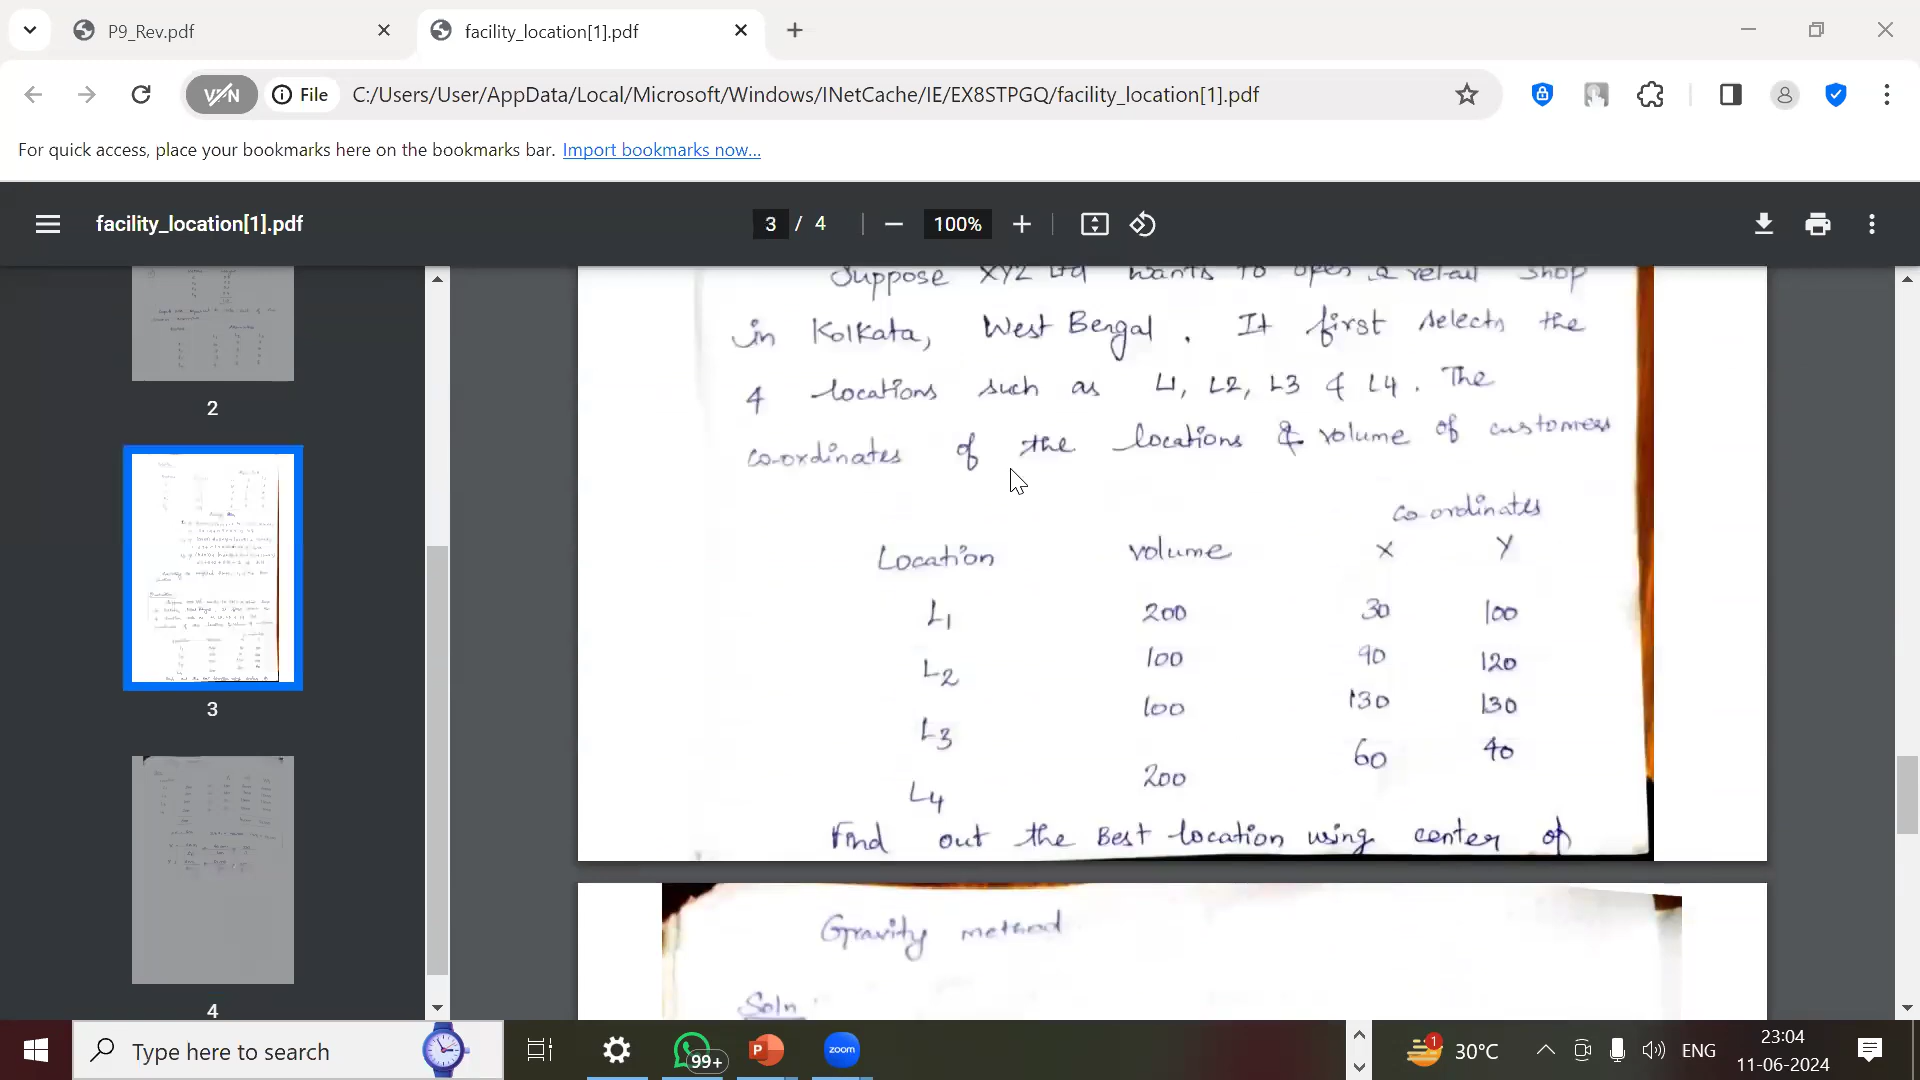 P9_Rev.pdf
facility_location[1].pdf
VPN
File
C:/Users/User/AppData/Local/Microsoft/Windows/INetCache/IE/EX8STPGQ/facility_location[1].pdf
For quick access, place your bookmarks here on the bookmarks bar. Import bookmarks now...
facility_location[1].pdf
3 / 4
100%
2
3
4
Suppose XYZ Ltd wants to open a retail shop
in Kolkata, West Bengal. It first selects the
4 locations such as L1, L2, L3 & L4. The
co-ordinates of the locations & volume of customers
co ordinates
Location volume X Y
L1 200 30 100
L2 100 90 120
L3 100 130 130
L4 200 60 40
Find out the Best location using center of
Gravity method
Soln:
Type here to search
99+
zoom
1
30°C
ENG
23:04
11-06-2024